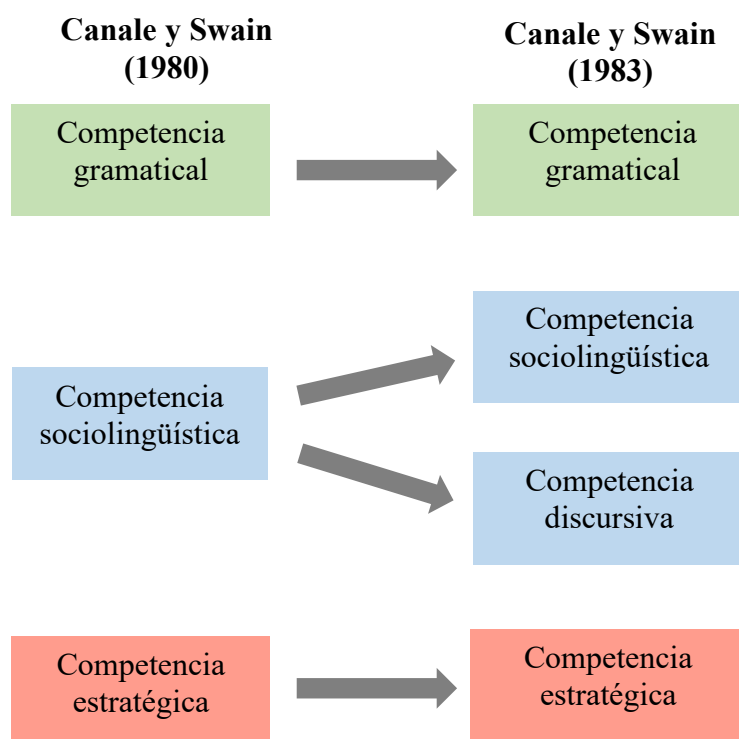 Canale y Swain
(1980)
Canale y Swain
(1983)
Competencia
gramatical
Competencia
gramatical
Competencia
sociolingüística
Competencia
sociolingüística
Competencia
discursiva
Competencia
estratégica
Competencia
estratégica